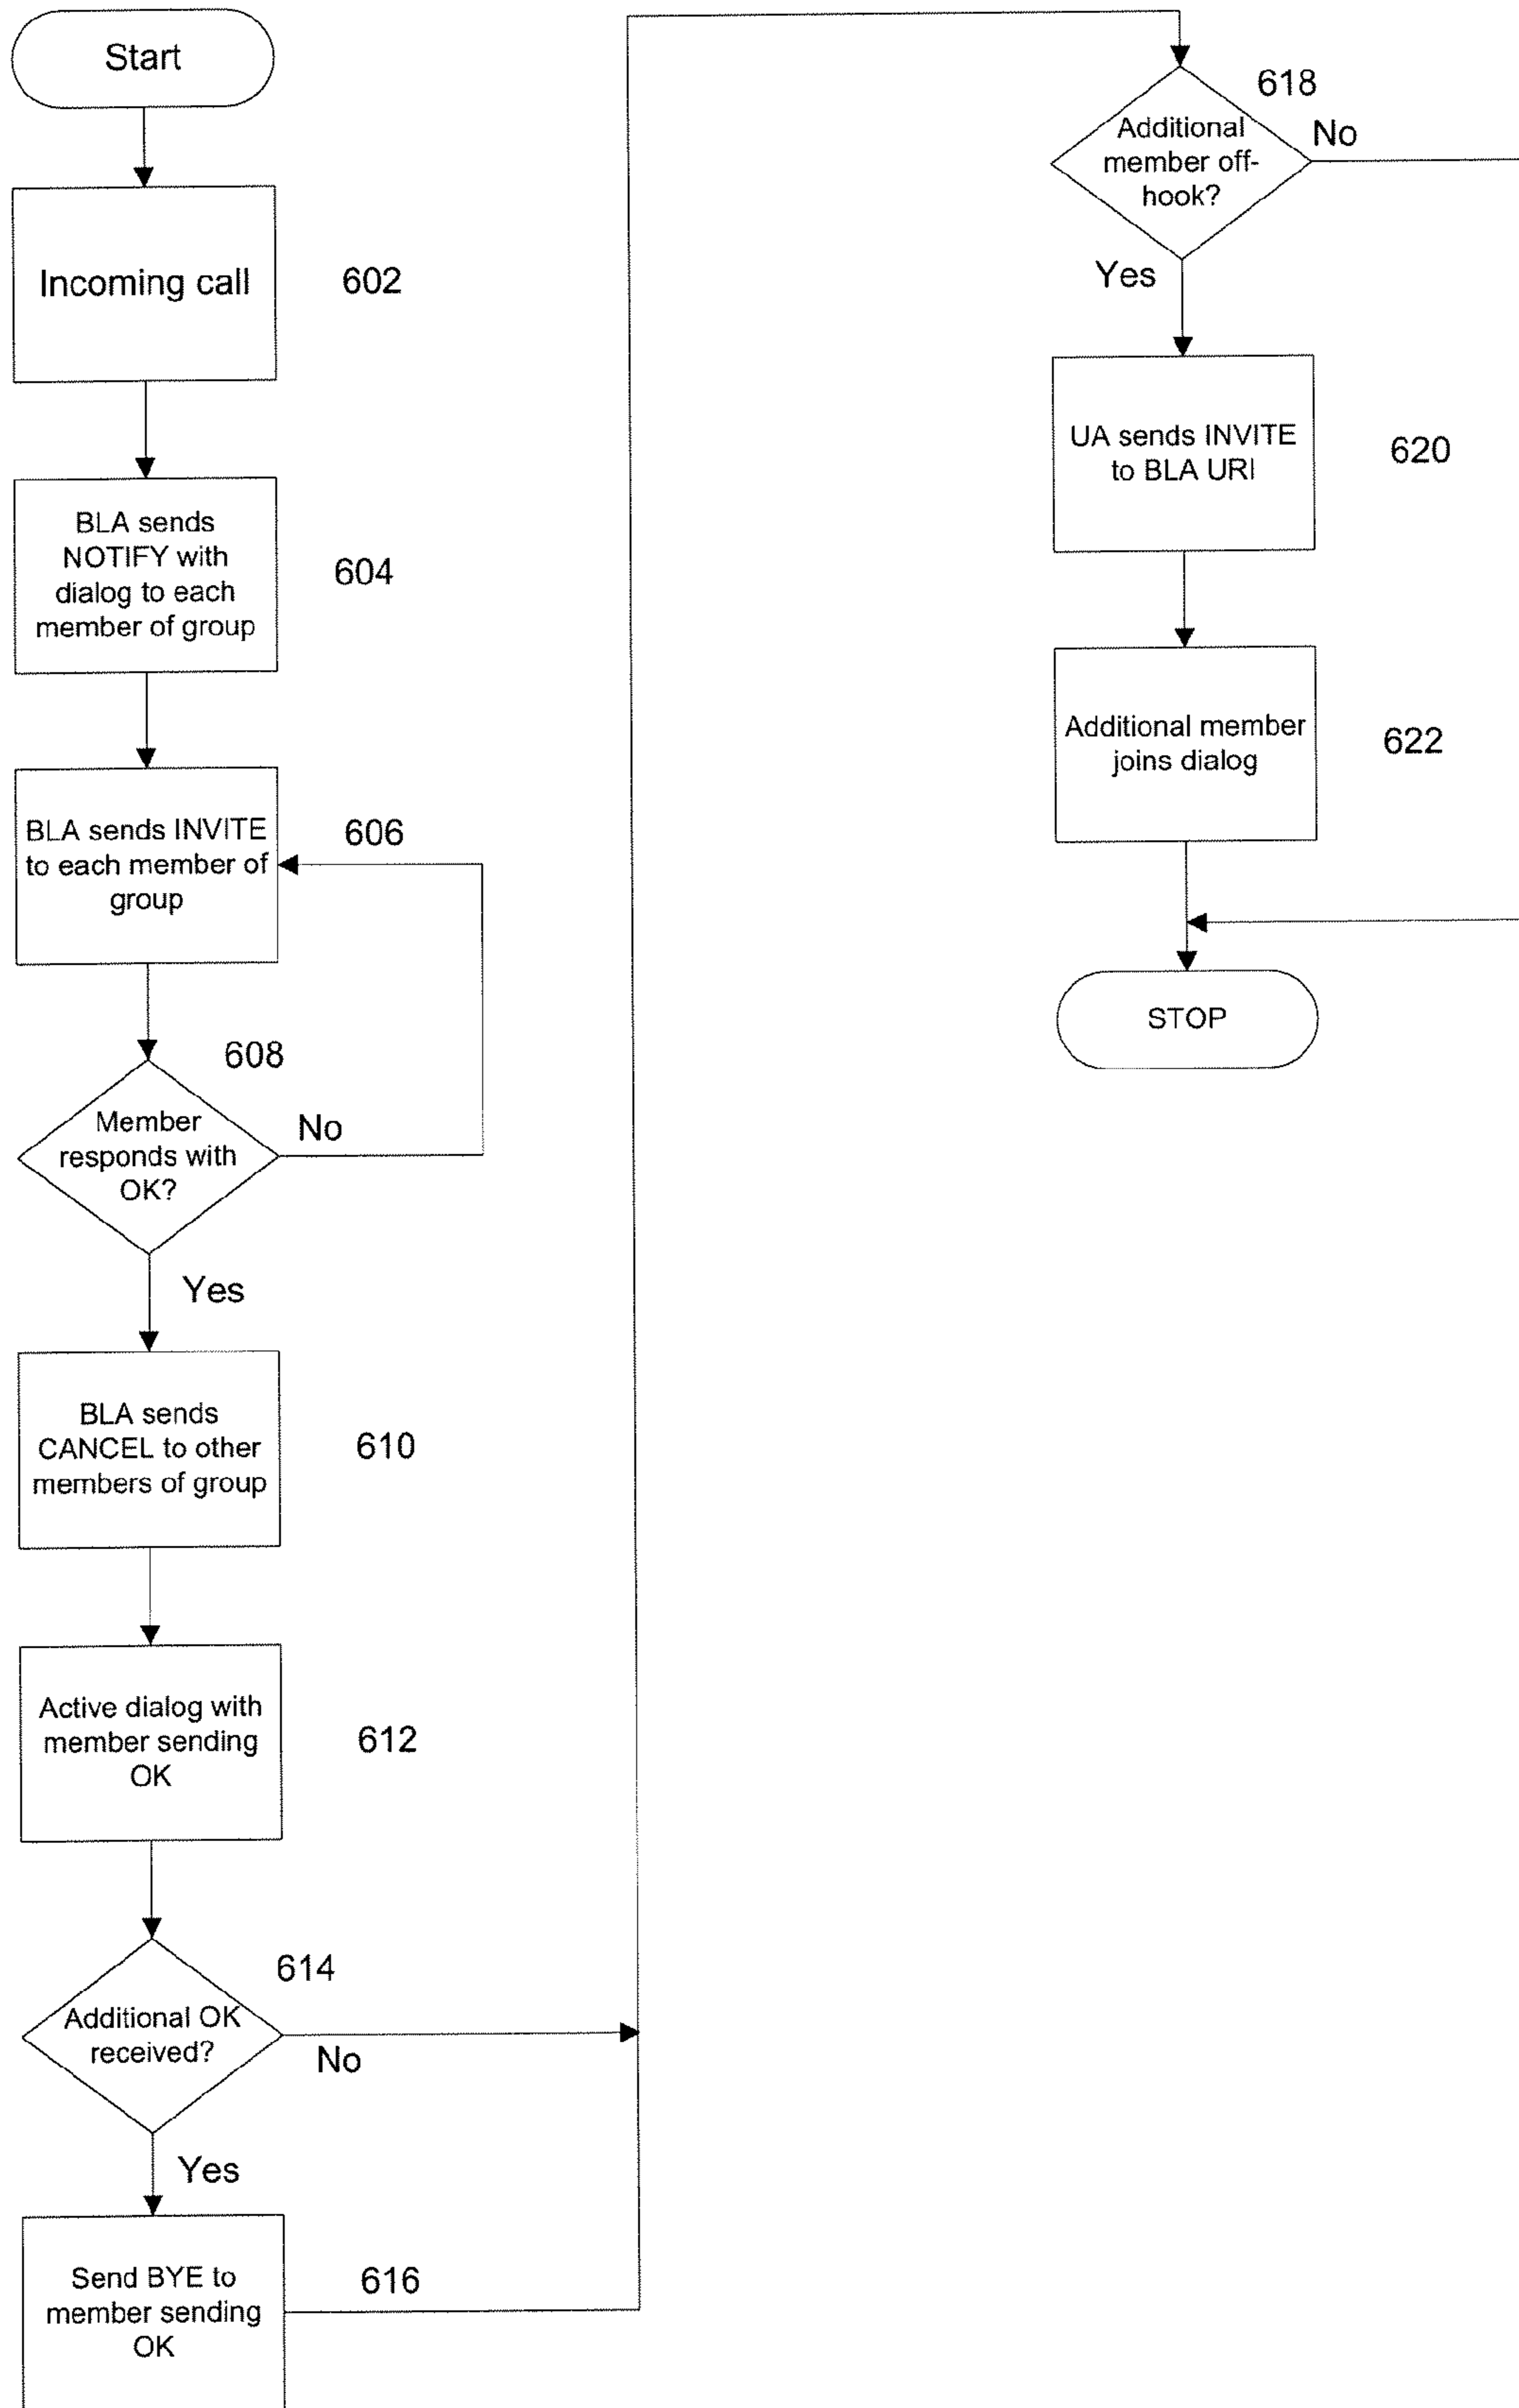 Start
Incoming call
602
BLA sends
NOTIFY with
dialog to each
member of group
604
BLA sends INVITE
to each member of
group
606
608
Member
responds with
OK?
No
Yes
BLA sends
CANCEL to other
members of group
610
Active dialog with
member sending
OK
612
614
Additional OK
received?
No
Yes
Send BYE to
member sending
OK
616
618
Additional
member off-
hook?
No
Yes
UA sends INVITE
to BLA URI
620
Additional member
joins dialog
622
STOP